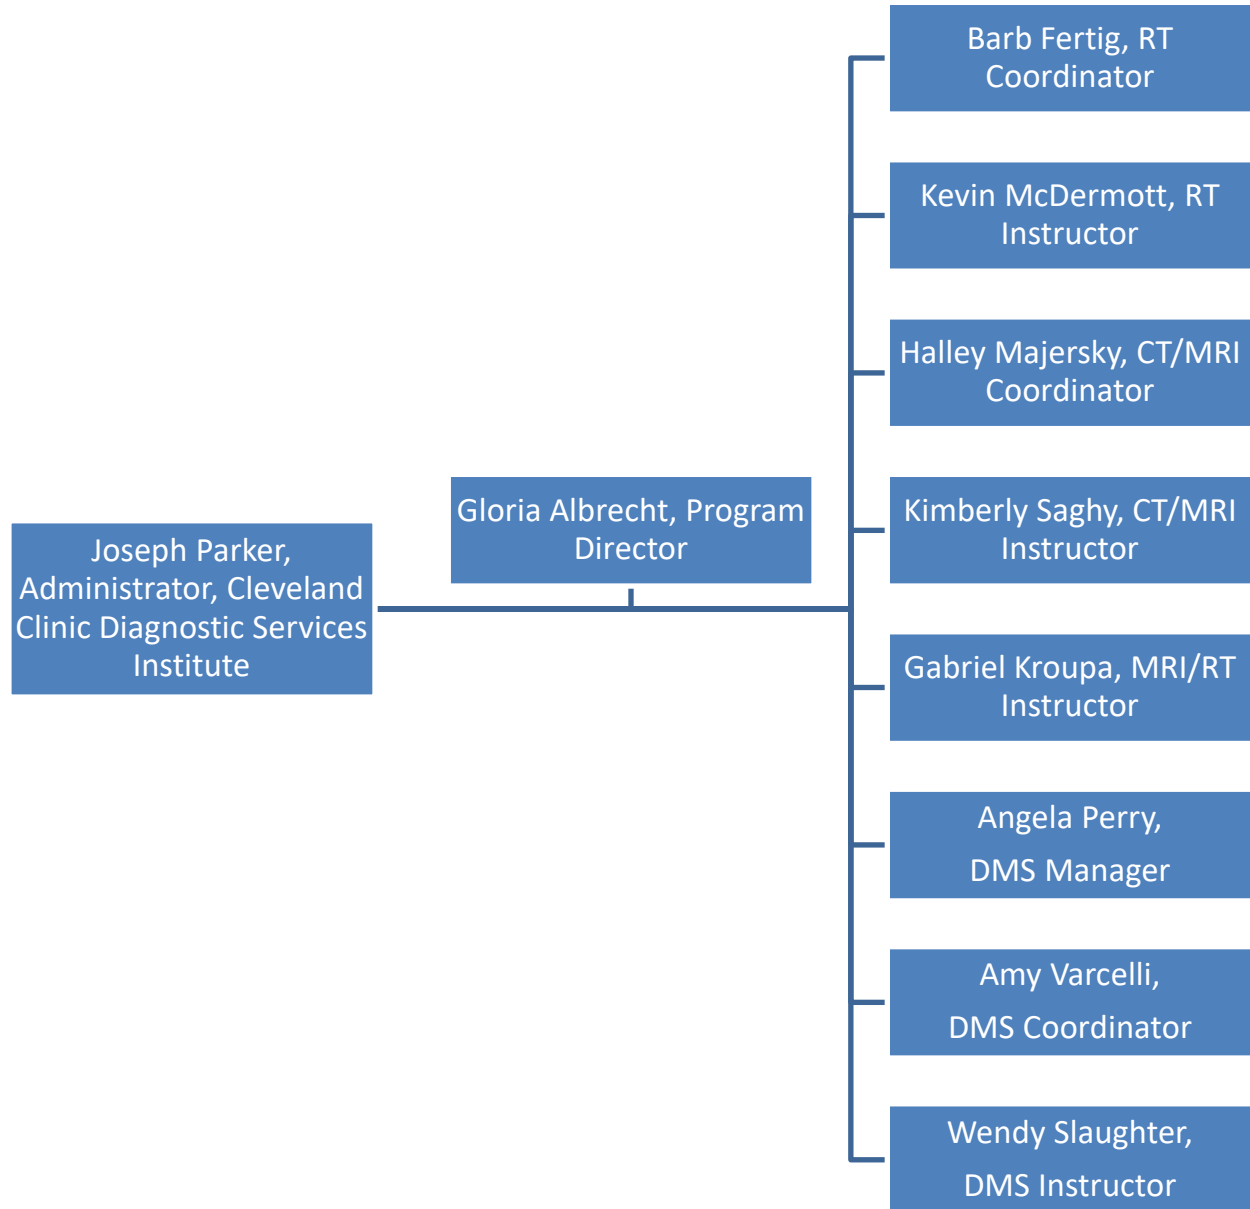 Joseph Parker,
Administrator, Cleveland
Clinic Diagnostic Services
Institute
Gloria Albrecht, Program
Director
Barb Fertig, RT
Coordinator
Kevin McDermott, RT
Instructor
Halley Majersky, CT/MRI
Coordinator
Kimberly Saghy, CT/MRI
Instructor
Gabriel Kroupa, MRI/RT
Instructor
Angela Perry,
DMS Manager
Amy Varcelli,
DMS Coordinator
Wendy Slaughter,
DMS Instructor